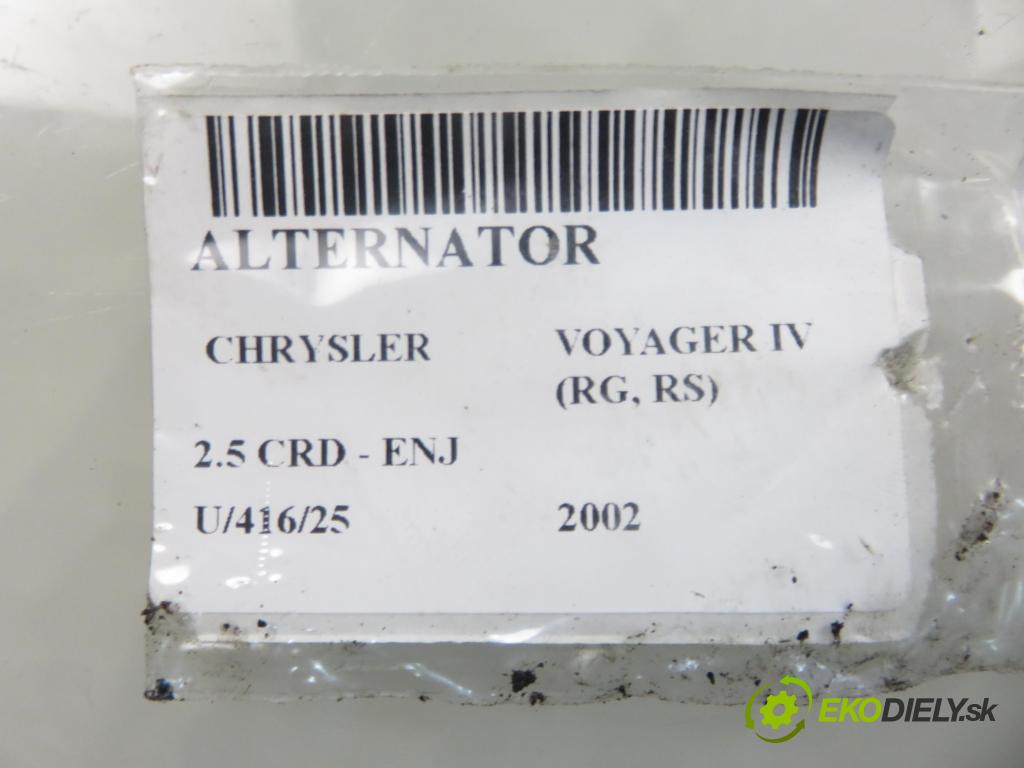 ALTERNATOR
CHRYSLER VOYAGER IV
(RG, RS)
2.5 CRD - ENJ
U/416/25 2002
EKODIELY.sk